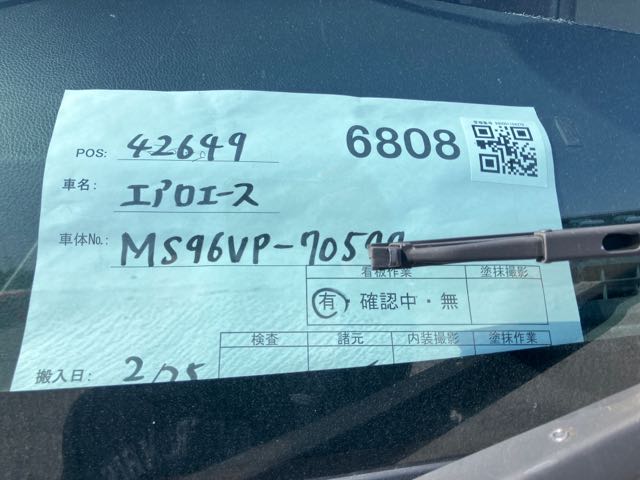 6808
POS: 42649
車名: エアロエース
車体No.: MS96VP-705
看板作業 塗抹撮影
有・確認中・無
検査 諸元 内装撮影 塗抹作業
搬入日: 2/25